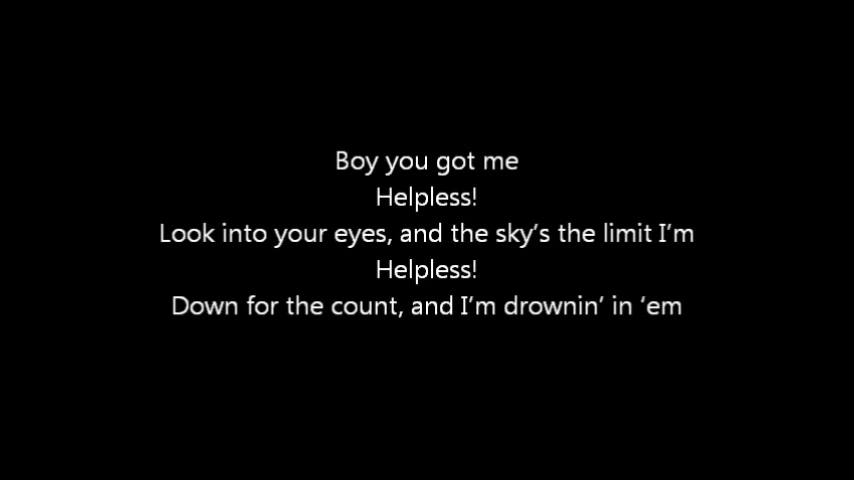 Boy you got me
Helpless!
Look into your eyes, and the sky’s the limit I’m
Helpless!
Down for the count, and I’m drownin’ in ‘em